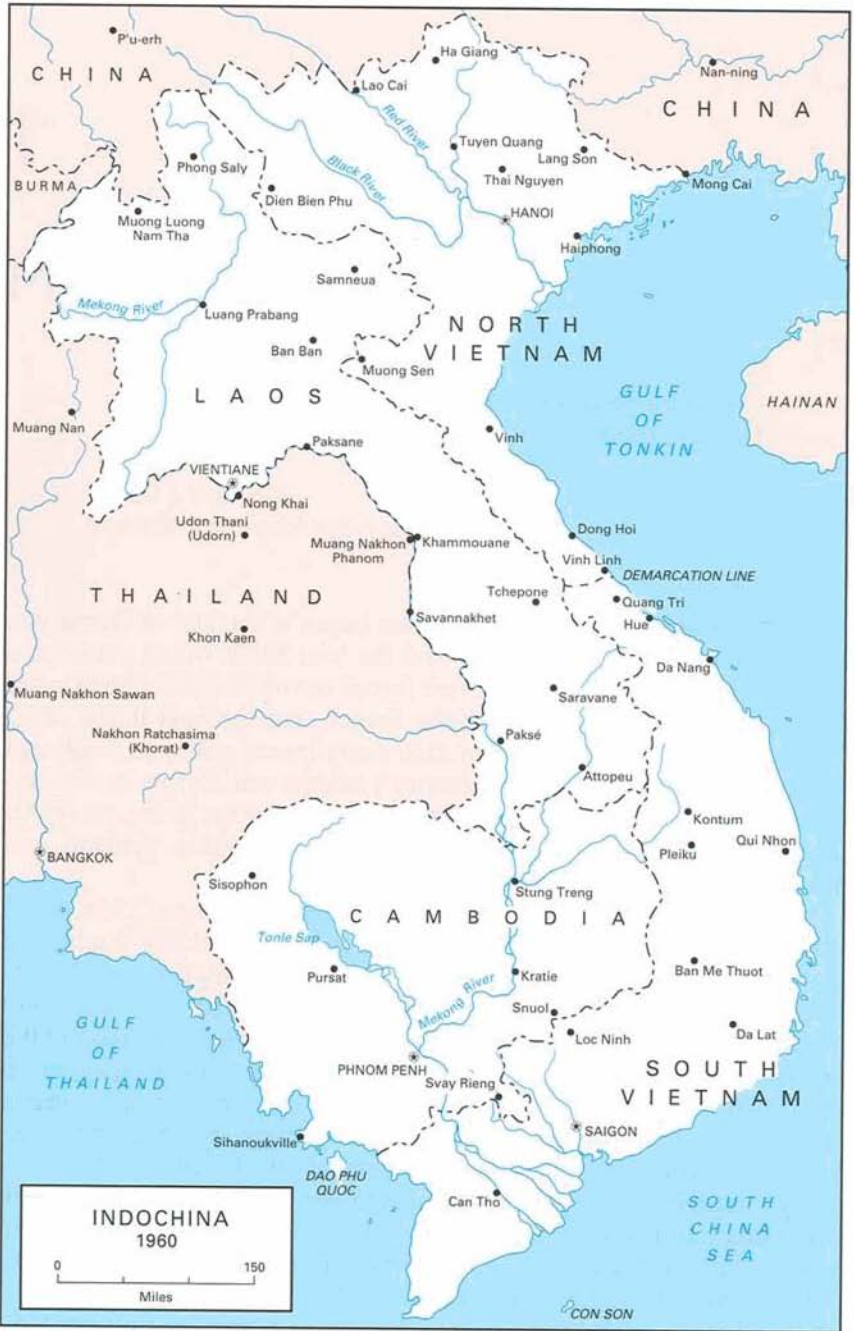 P'u-erh
CHINA
Ha Giang
Nan-ning
Lao Cai
CHINA
Red River
Tuyen Quang
Lang Son
Phong Saly
Black River
Thai Nguyen
Mong Cai
BURMA
Dien Bien Phu
HANOI
Muong Luong
Nam Tha
Haiphong
Samneua
Mekong River
Luang Prabang
NORTH
VIETNAM
Ban Ban
Muong Sen
LAOS
GULF
OF
TONKIN
HAINAN
Muang Nan
Vinh
Paksane
VIENTIANE
Nong Khai
Udon Thani
(Udorn)
Muang Nakhon
Phanom
Khammouane
Dong Hoi
Vinh Linh
DEMARCATION LINE
THAILAND
Tchepone
Quang Tri
Savannakhet
Hue
Khon Kaen
Da Nang
Muang Nakhon Sawan
Saravane
Nakhon Ratchasima
(Khorat)
Paksé
Attopeu
Kontum
Qui Nhon
Pleiku
BANGKOK
Sisophon
Stung Treng
CAMBODIA
Tonle Sap
Pursat
Kratie
Ban Me Thuot
Mekong River
Snuol
GULF
OF
THAILAND
Loc Ninh
Da Lat
PHNOM PENH
SOUTH
VIETNAM
Svay Rieng
SAIGON
Sihanoukville
DAO PHU
QUOC
Can Tho
SOUTH
CHINA
SEA
INDOCHINA
1960
0 150
Miles
CON SON